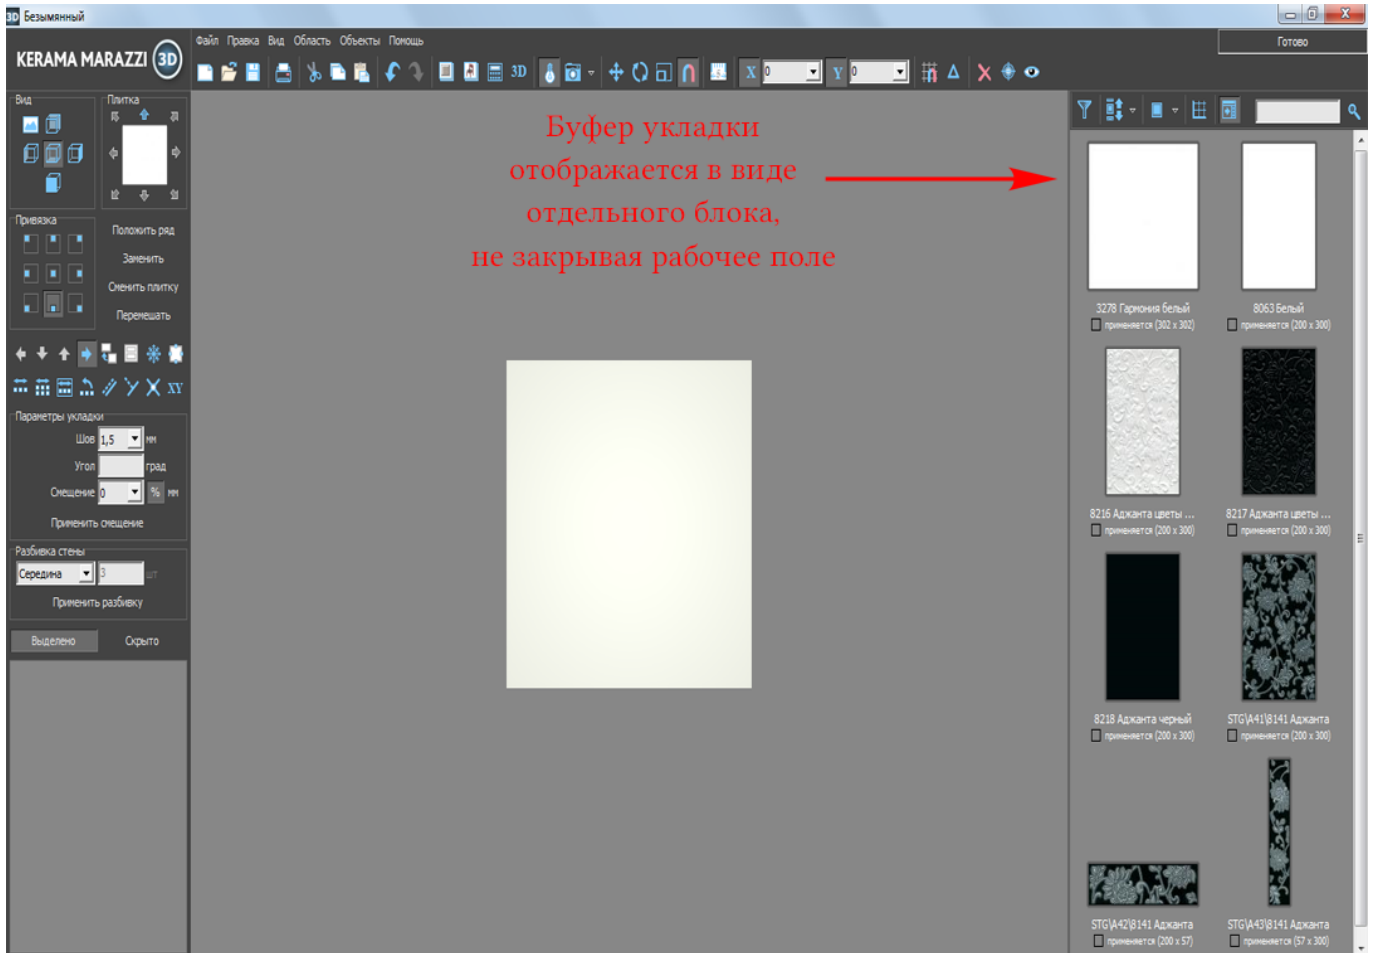 3D Безымянный
KERAMA MARAZZI 3D
Файл Правка Вид Область Объекты Помощь
Готово
3D
X 0
Y 0
Вид
Плитка
Привязка
Положить ряд
Заменить
Сменить плитку
Перемешать
XY
Параметры укладки
Шов 1,5 мм
Угол град
Смещение 0 % мм
Применить смещение
Разбивка стены
Середина 3 шт
Применить разбивку
Выделено Скрыто
Буфер укладки
отображается в виде
отдельного блока,
не закрывая рабочее поле
3278 Гармония белый
применяется (302 x 302)
8063 Белый
применяется (200 x 300)
8216 Аджанта цветы ...
применяется (200 x 300)
8217 Аджанта цветы ...
применяется (200 x 300)
8218 Аджанта черный
применяется (200 x 300)
STG\A41\8141 Аджанта
применяется (200 x 300)
STG\A42\8141 Аджанта
применяется (200 x 57)
STG\A43\8141 Аджанта
применяется (57 x 300)